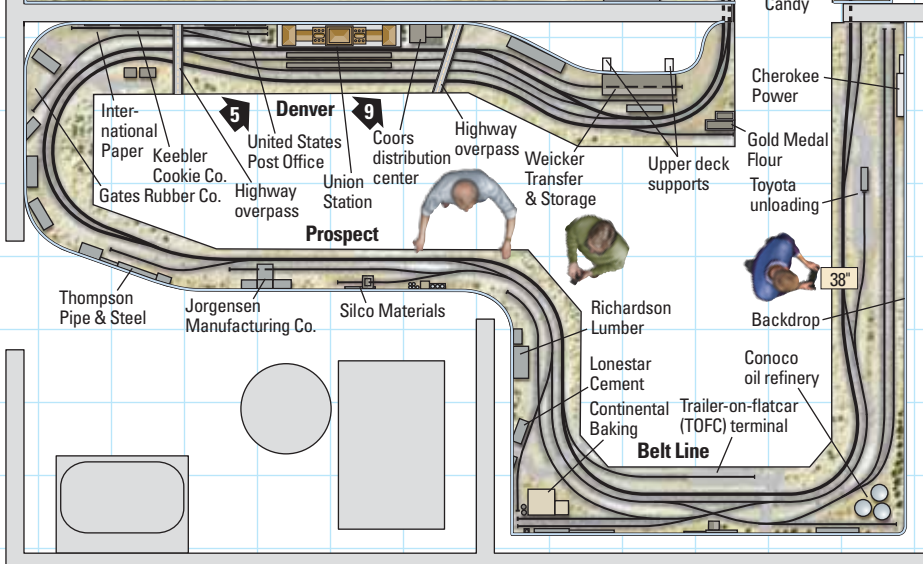 Candy
Cherokee
Power
Inter-
national
Paper
Keebler
Cookie Co.
Gates Rubber Co.
5
Denver
9
United States
Post Office
Highway
overpass
Union
Station
Coors
distribution
center
Highway
overpass
Weicker
Transfer
& Storage
Upper deck
supports
Gold Medal
Flour
Toyota
unloading
Prospect
38"
Thompson
Pipe & Steel
Jorgensen
Manufacturing Co.
Silco Materials
Richardson
Lumber
Backdrop
Lonestar
Cement
Conoco
oil refinery
Continental
Baking
Trailer-on-flatcar
(TOFC) terminal
Belt Line